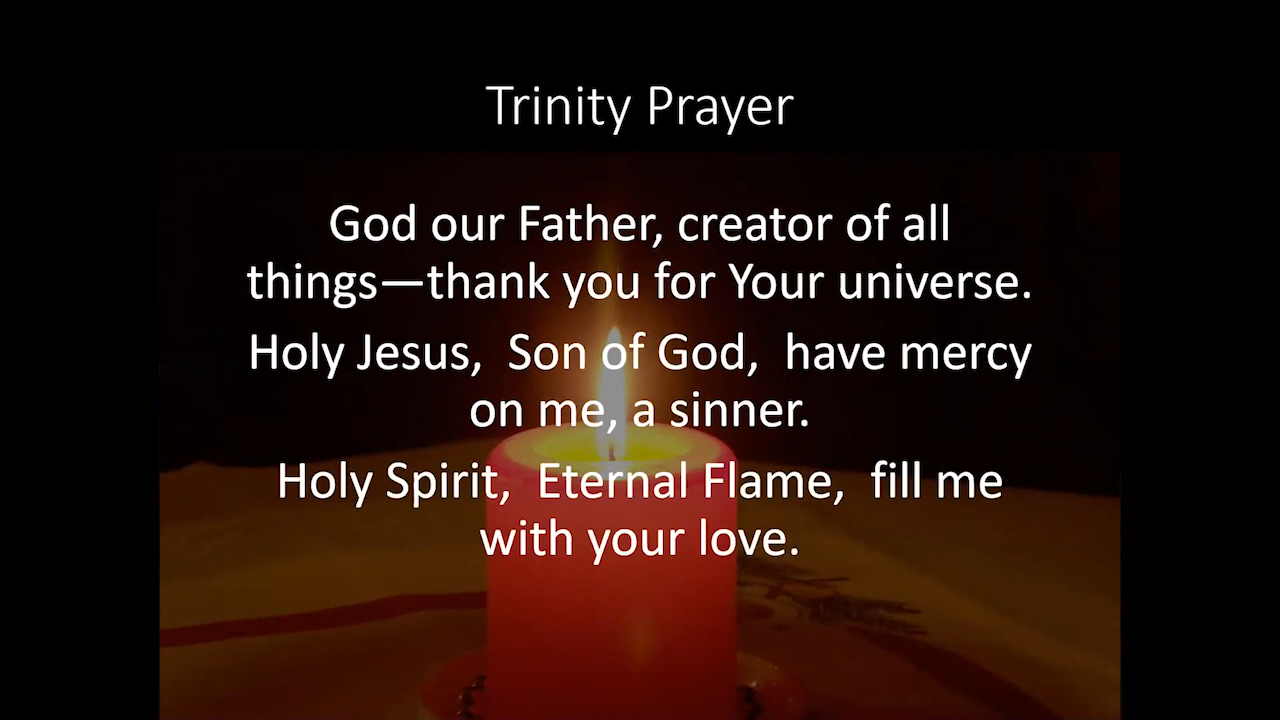 Trinity Prayer
God our Father, creator of all
things—thank you for Your universe.
Holy Jesus,  Son of God,  have mercy
on me, a sinner.
Holy Spirit,  Eternal Flame,  fill me
with your love.